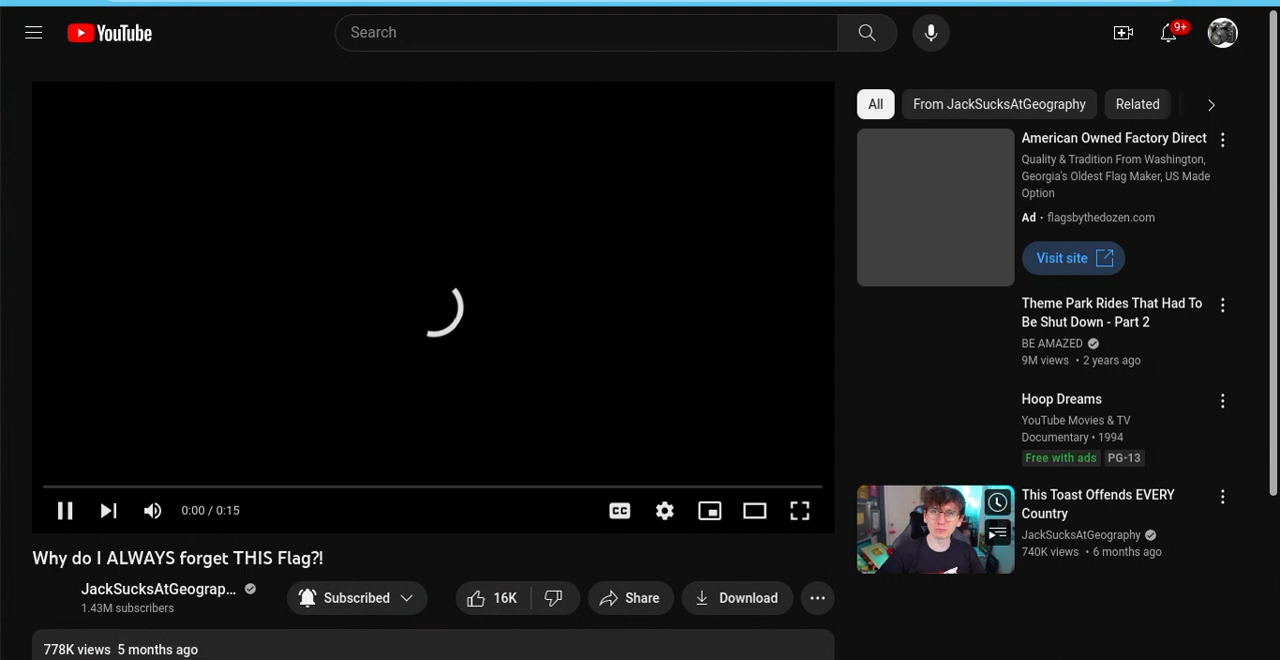 YouTube
Search
9+
All
From JackSucksAtGeography
Related
American Owned Factory Direct
Quality & Tradition From Washington,
Georgia's Oldest Flag Maker, US Made
Option
Ad · flagsbythedozen.com
Visit site
Theme Park Rides That Had To
Be Shut Down - Part 2
BE AMAZED
9M views • 2 years ago
Hoop Dreams
YouTube Movies & TV
Documentary • 1994
Free with ads PG-13
This Toast Offends EVERY
Country
JackSucksAtGeography
740K views • 6 months ago
0:00 / 0:15
CC
Why do I ALWAYS forget THIS Flag?!
JackSucksAtGeograp...
1.43M subscribers
Subscribed
16K
Share
Download
778K views 5 months ago